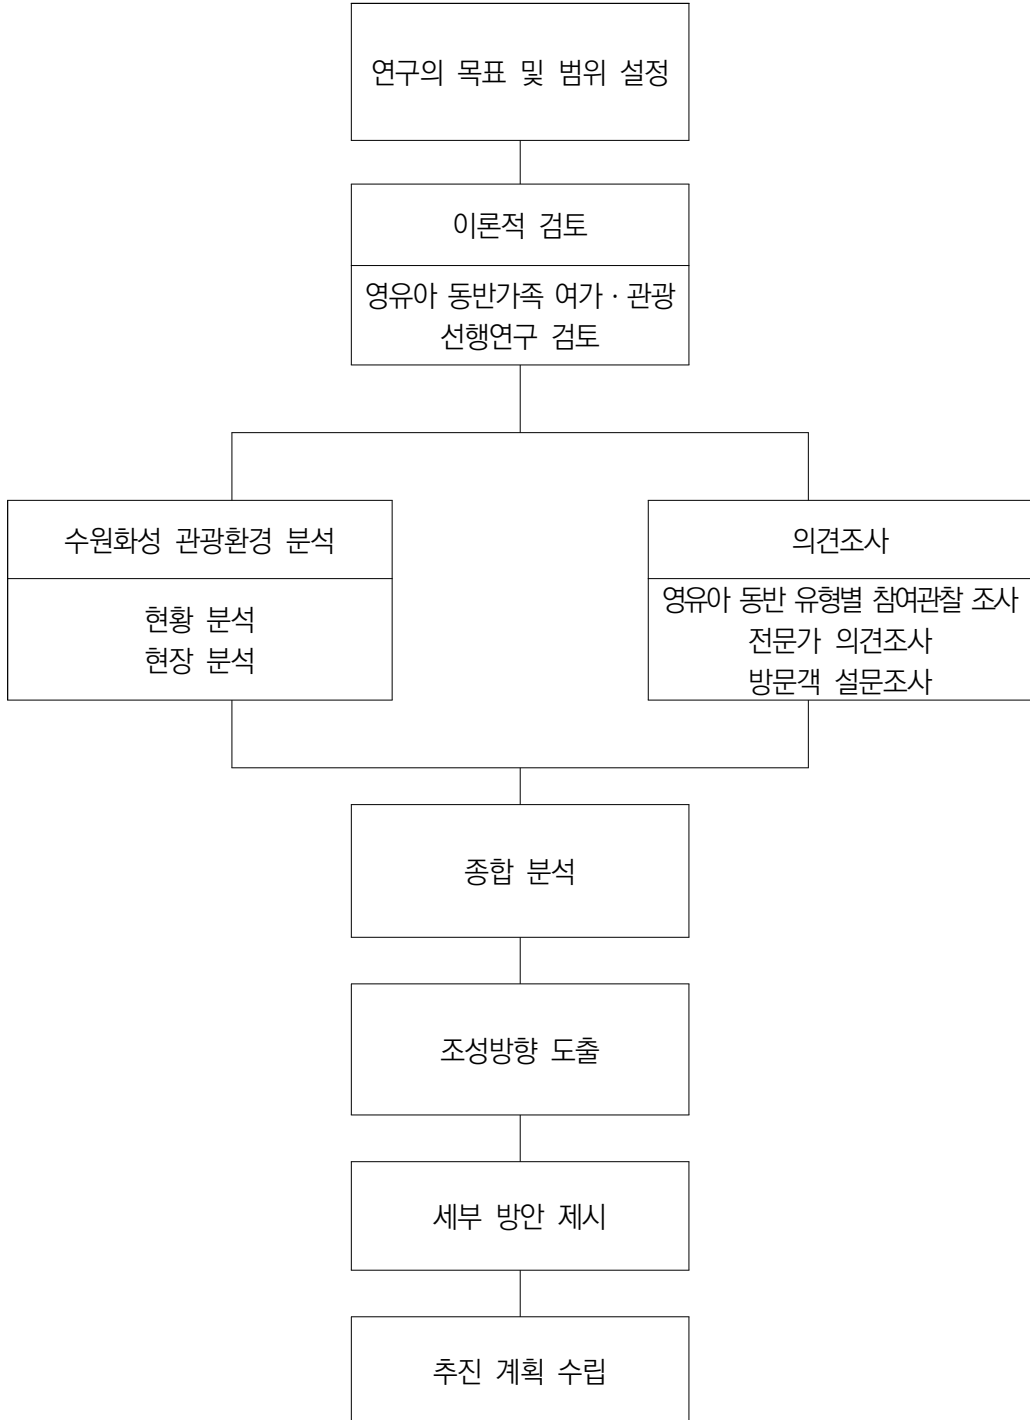 연구의 목표 및 범위 설정
이론적 검토
영유아 동반가족 여가 · 관광
선행연구 검토
수원화성 관광환경 분석
현황 분석
현장 분석
의견조사
영유아 동반 유형별 참여관찰 조사
전문가 의견조사
방문객 설문조사
종합 분석
조성방향 도출
세부 방안 제시
추진 계획 수립